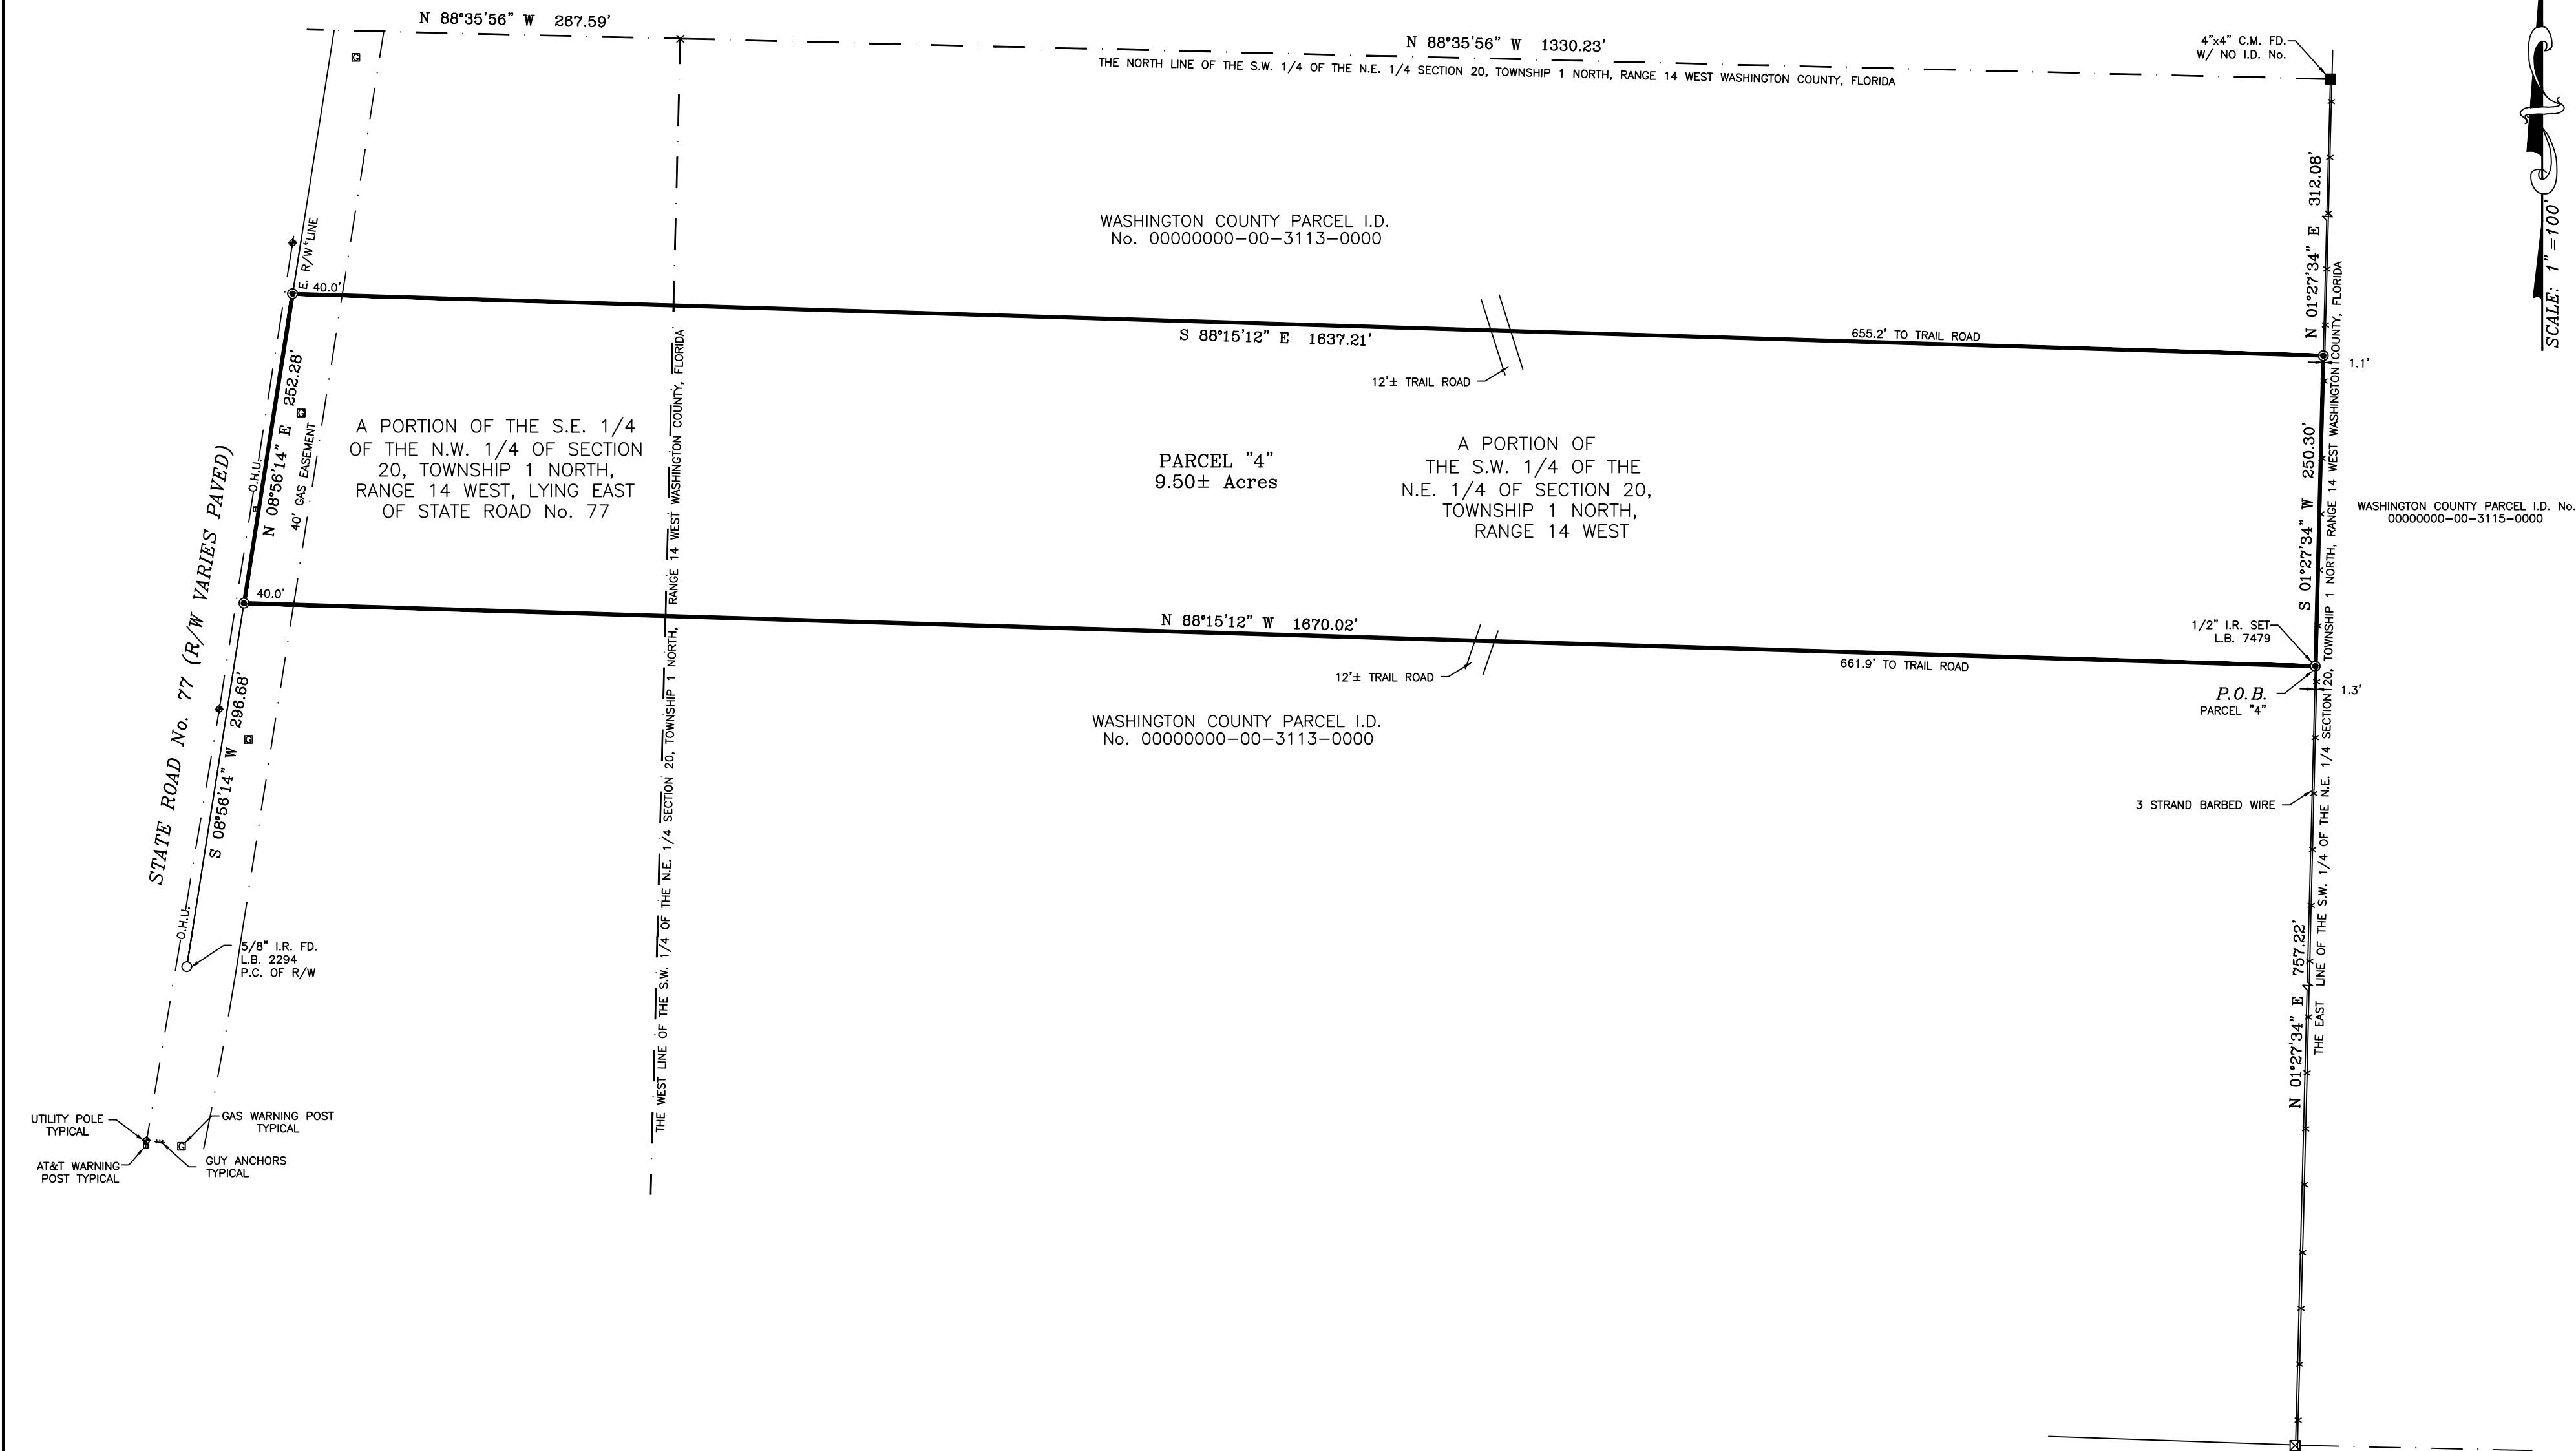 N 88°35'56" W 267.59'
N 88°35'56" W 1330.23'
THE NORTH LINE OF THE S.W. 1/4 OF THE N.E. 1/4 SECTION 20, TOWNSHIP 1 NORTH, RANGE 14 WEST WASHINGTON COUNTY, FLORIDA
4"x4" C.M. FD.
W/ NO I.D. No.
G
SCALE: 1"=100'
N 01°27'34" E 312.08'
WASHINGTON COUNTY PARCEL I.D.
No. 00000000-00-3113-0000
E. R/W LINE
40.0'
S 88°15'12" E 1637.21'
655.2' TO TRAIL ROAD
1.1'
12'± TRAIL ROAD
N 08°56'14" E 252.28'
G
40' GAS EASEMENT
O.H.U.
A PORTION OF THE S.E. 1/4
OF THE N.W. 1/4 OF SECTION
20, TOWNSHIP 1 NORTH,
RANGE 14 WEST, LYING EAST
OF STATE ROAD No. 77
PARCEL "4"
9.50± Acres
A PORTION OF
THE S.W. 1/4 OF THE
N.E. 1/4 OF SECTION 20,
TOWNSHIP 1 NORTH,
RANGE 14 WEST
S 01°27'34" W 250.30'
WASHINGTON COUNTY PARCEL I.D. No.
00000000-00-3115-0000
STATE ROAD No. 77 (R/W VARIES PAVED)
40.0'
N 88°15'12" W 1670.02'
661.9' TO TRAIL ROAD
12'± TRAIL ROAD
1/2" I.R. SET
L.B. 7479
P.O.B.
PARCEL "4"
1.3'
S 08°56'14" W 296.68'
G
WASHINGTON COUNTY PARCEL I.D.
No. 00000000-00-3113-0000
THE WEST LINE OF THE S.W. 1/4 OF THE N.E. 1/4 SECTION 20, TOWNSHIP 1 NORTH, RANGE 14 WEST WASHINGTON COUNTY, FLORIDA
3 STRAND BARBED WIRE
THE EAST LINE OF THE S.W. 1/4 OF THE N.E. 1/4 SECTION 20, TOWNSHIP 1 NORTH, RANGE 14 WEST WASHINGTON COUNTY, FLORIDA
N 01°27'34" E 757.22'
O.H.U.
5/8" I.R. FD.
L.B. 2294
P.C. OF R/W
UTILITY POLE
TYPICAL
G
GAS WARNING POST
TYPICAL
AT&T WARNING
POST TYPICAL
GUY ANCHORS
TYPICAL